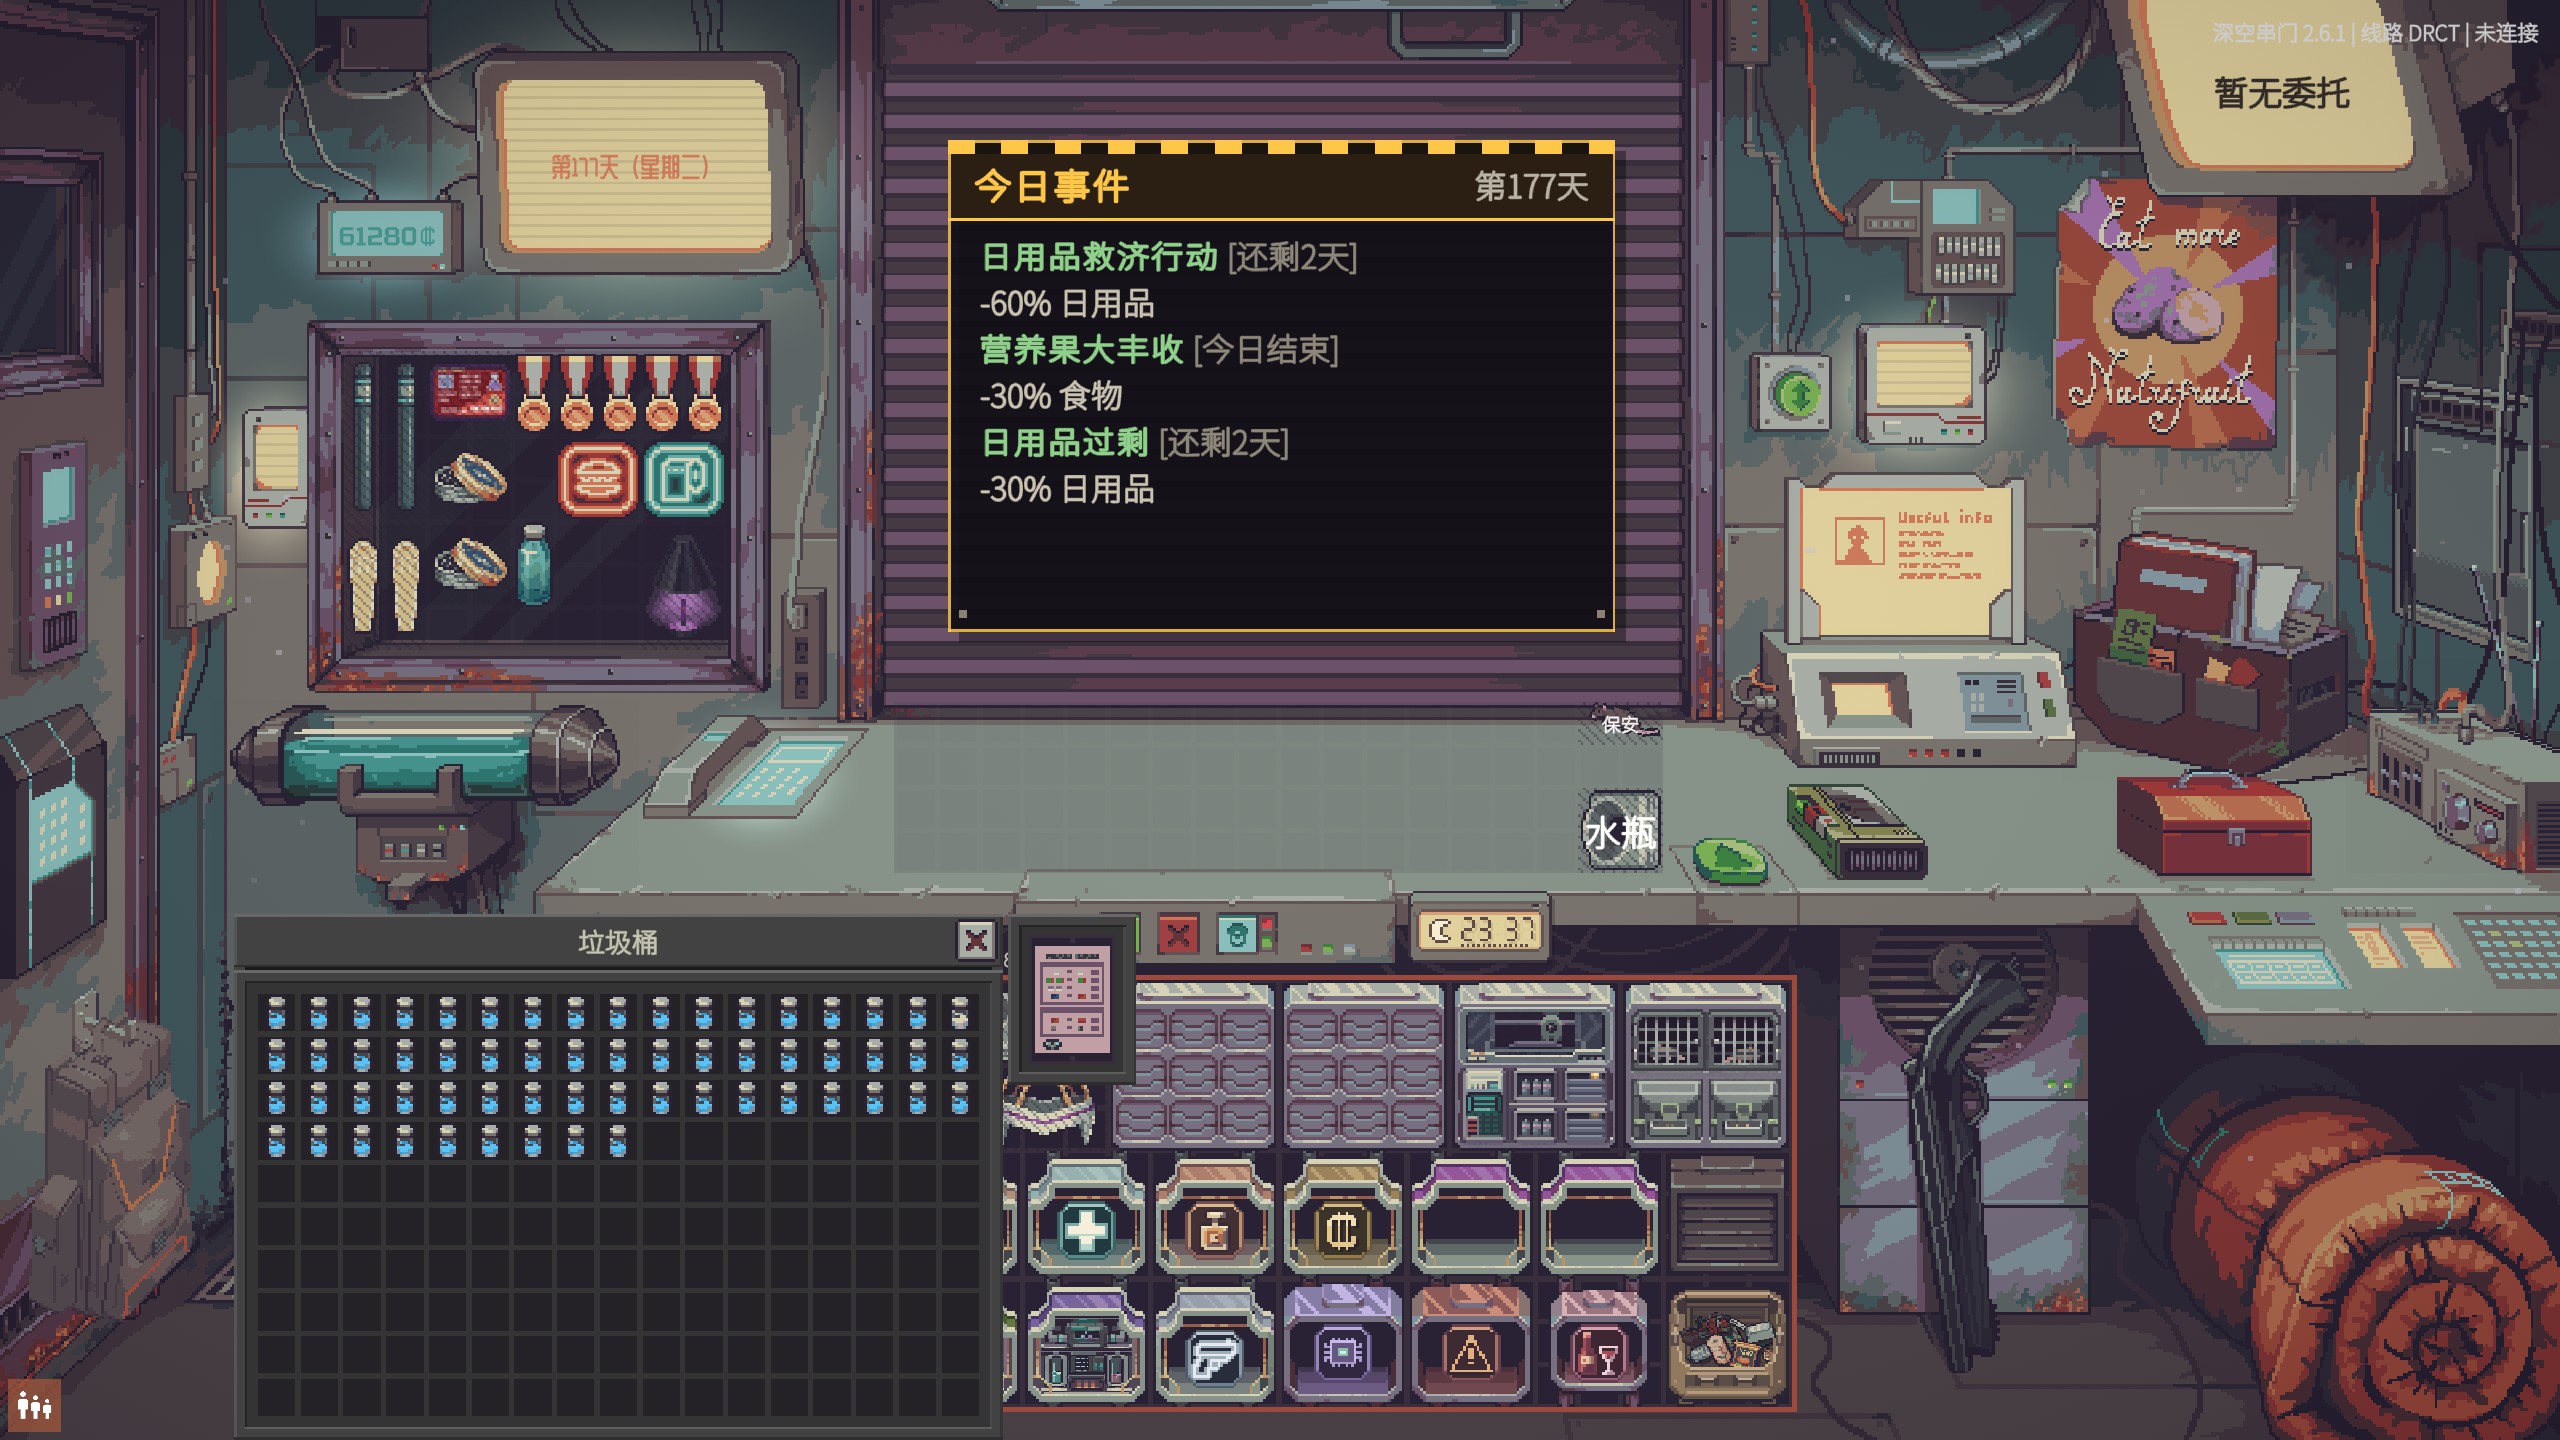 深空串门 2.6.1 | 线路 DRCT | 未连接
暂无委托
第177天（星期二）
61280₵
今日事件
第177天
日用品救济行动 [还剩2天]
-60% 日用品
营养果大丰收 [今日结束]
-30% 食物
日用品过剩 [还剩2天]
-30% 日用品
Eat more
Nutrifruit
Useful info
保安
水瓶
23 37
垃圾桶